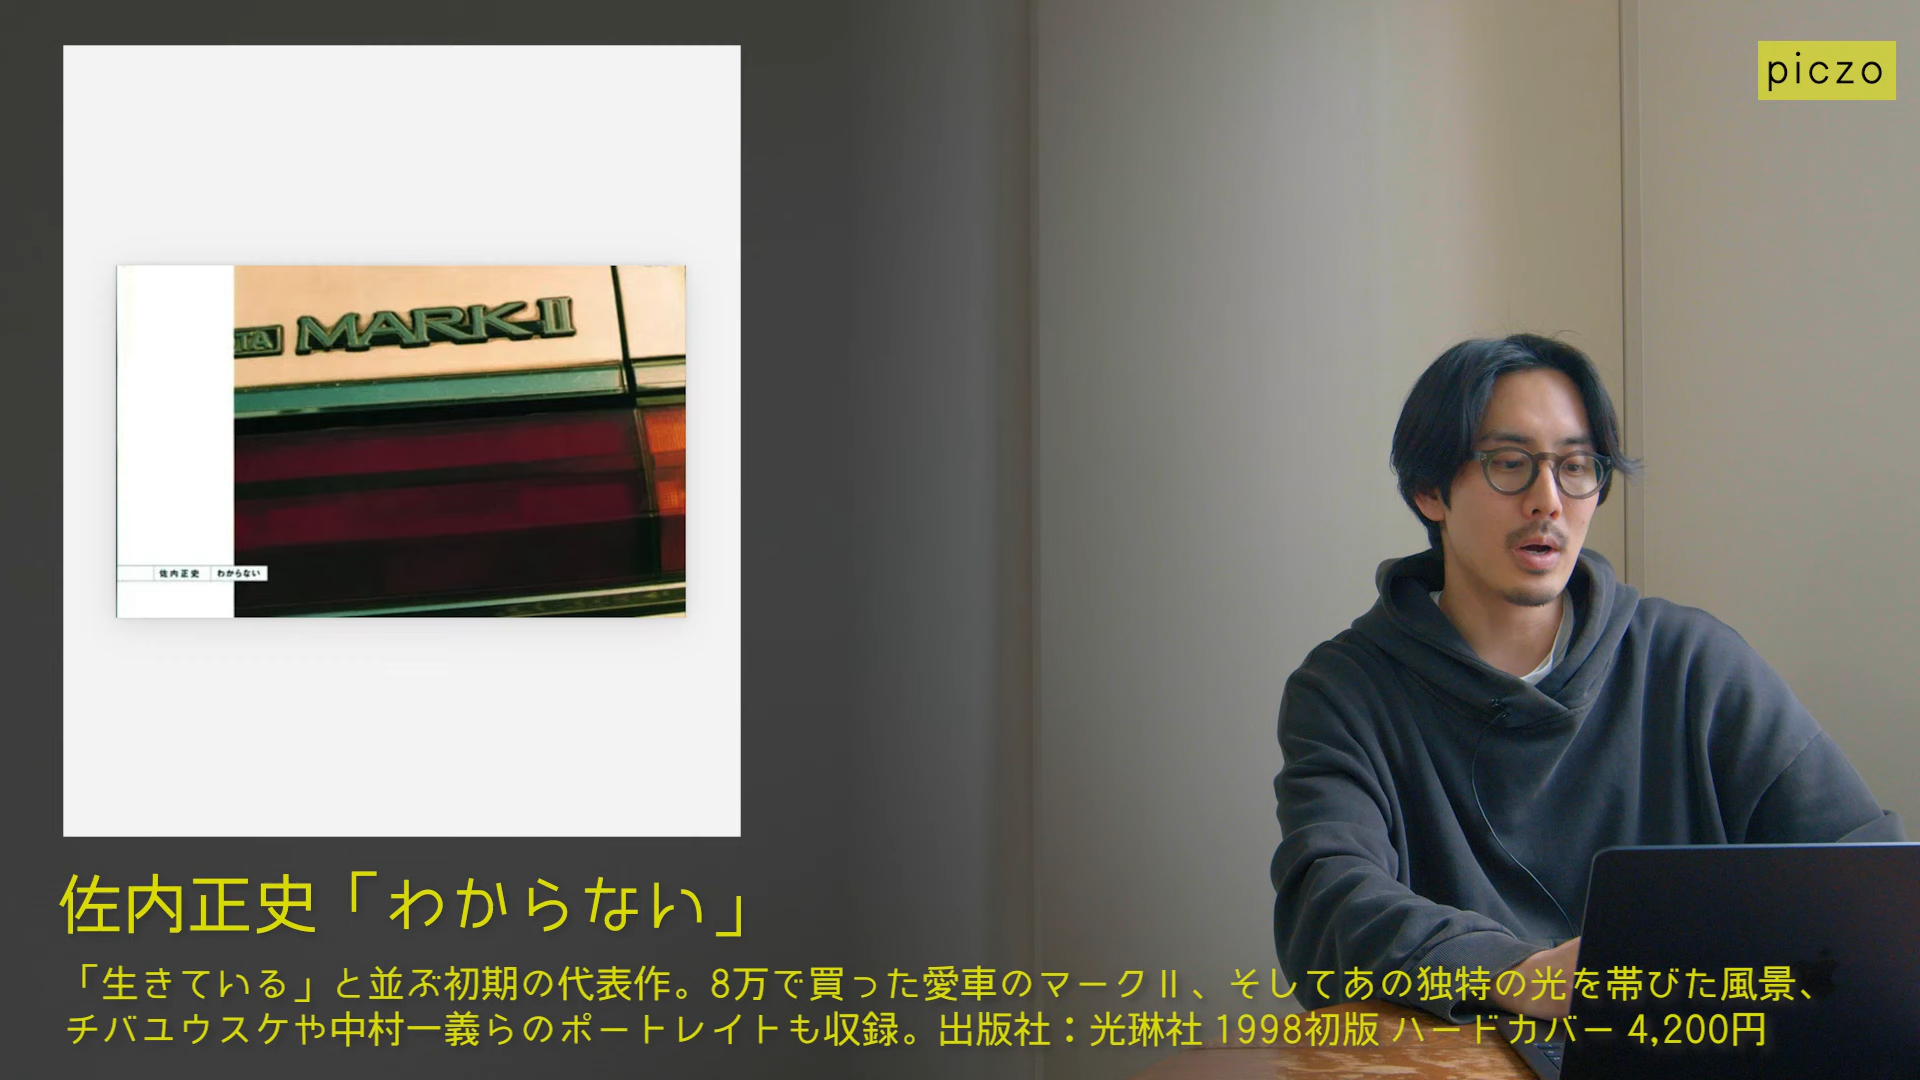 piczo
TA MARK II
佐内正史 わからない
佐内正史「わからない」
「生きている」と並ぶ初期の代表作。8万で買った愛車のマークⅡ、そしてあの独特の光を帯びた風景、
チバユウスケや中村一義らのポートレイトも収録。出版社：光琳社 1998初版 ハードカバー 4,200円